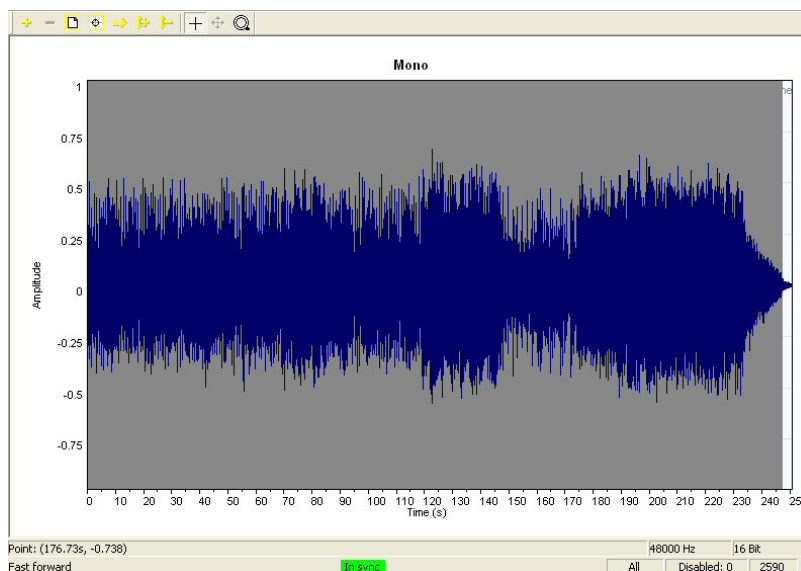 Mono
1
0.75
0.5
0.25
0
-0.25
-0.5
-0.75
Amplitude
0 10 20 30 40 50 60 70 80 90 100 110 120 130 140 150 160 170 180 190 200 210 220 230 240 25
Time (s)
Point: (176.73s, -0.738) 48000 Hz 16 Bit
Fast forward In sync All Disabled: 0 2590